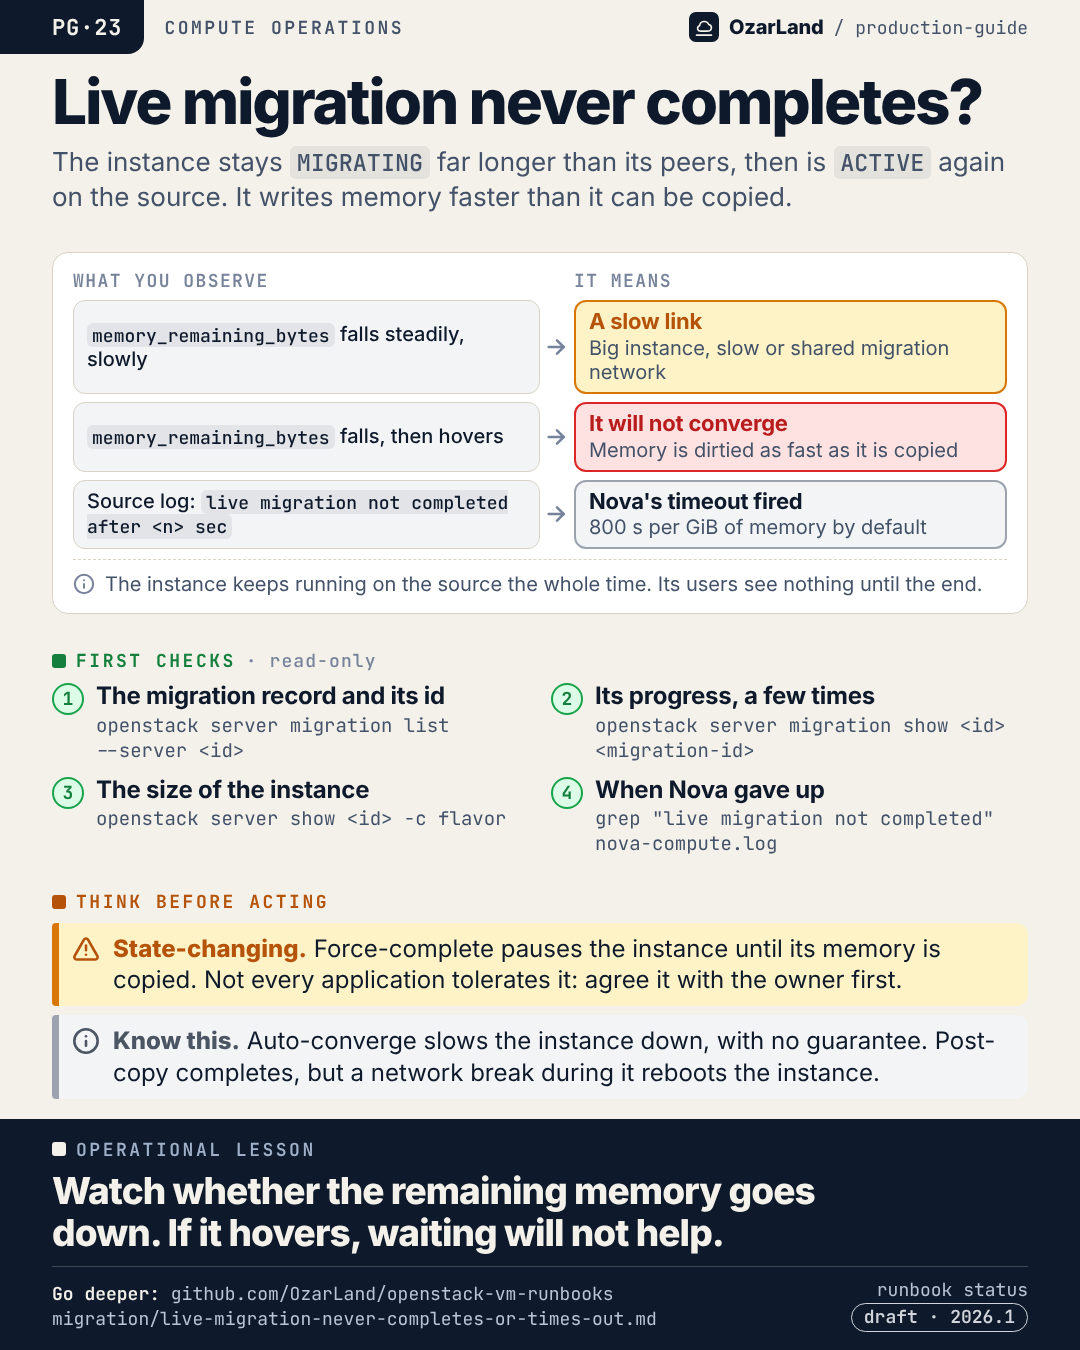 PG·23
COMPUTE OPERATIONS
OzarLand / production-guide
Live migration never completes?
The instance stays MIGRATING far longer than its peers, then is ACTIVE again
on the source. It writes memory faster than it can be copied.
WHAT YOU OBSERVE
IT MEANS
memory_remaining_bytes falls steadily,
slowly
A slow link
Big instance, slow or shared migration
network
memory_remaining_bytes falls, then hovers
It will not converge
Memory is dirtied as fast as it is copied
Source log: live migration not completed
after <n> sec
Nova's timeout fired
800 s per GiB of memory by default
The instance keeps running on the source the whole time. Its users see nothing until the end.
FIRST CHECKS · read-only
1 The migration record and its id
openstack server migration list
--server <id>
2 Its progress, a few times
openstack server migration show <id>
<migration-id>
3 The size of the instance
openstack server show <id> -c flavor
4 When Nova gave up
grep "live migration not completed"
nova-compute.log
THINK BEFORE ACTING
State-changing. Force-complete pauses the instance until its memory is
copied. Not every application tolerates it: agree it with the owner first.
Know this. Auto-converge slows the instance down, with no guarantee. Post-
copy completes, but a network break during it reboots the instance.
OPERATIONAL LESSON
Watch whether the remaining memory goes
down. If it hovers, waiting will not help.
Go deeper: github.com/OzarLand/openstack-vm-runbooks
migration/live-migration-never-completes-or-times-out.md
runbook status
draft · 2026.1